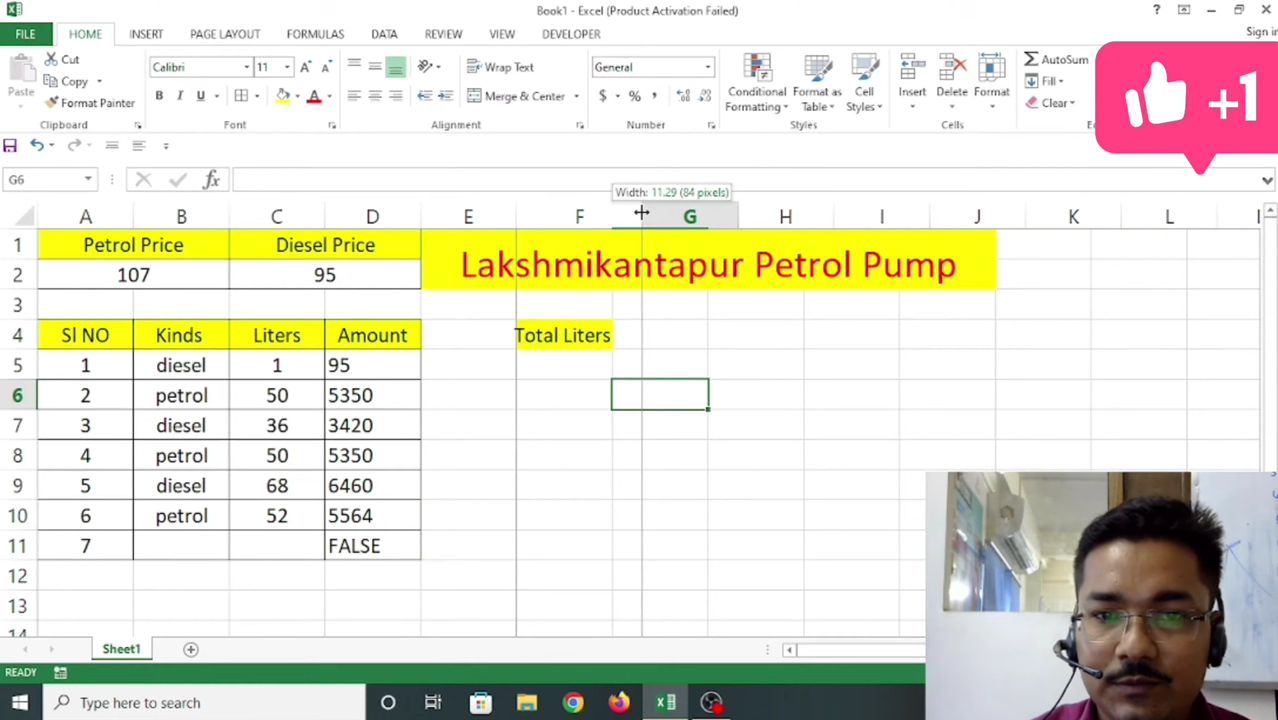 Book1 - Excel (Product Activation Failed)
?
FILE HOME INSERT PAGE LAYOUT FORMULAS DATA REVIEW VIEW DEVELOPER Sign in
Cut
Copy
Format Painter
Paste
Clipboard
Calibri 11
B I U
Font
Wrap Text
Merge & Center
Alignment
General
$ % ,
Number
Conditional Formatting
Format as Table
Cell Styles
Styles
Insert Delete Format
Cells
AutoSum
Fill
Clear
+1
G6
fx
Width: 11.29 (84 pixels)
A B C D E F G H I J K L
1 Petrol Price Diesel Price Lakshmikantapur Petrol Pump
2 107 95
3
4 Sl NO Kinds Liters Amount Total Liters
5 1 diesel 1 95
6 2 petrol 50 5350
7 3 diesel 36 3420
8 4 petrol 50 5350
9 5 diesel 68 6460
10 6 petrol 52 5564
11 7 FALSE
12
13
14
Sheet1
READY
Type here to search